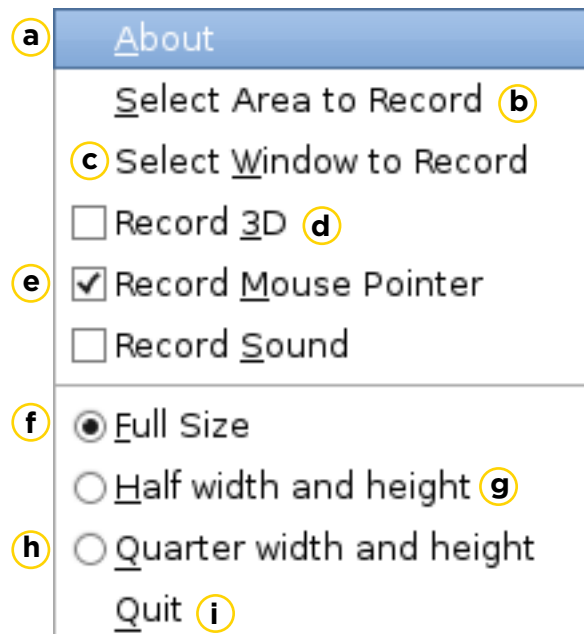 a About
Select Area to Record b
c Select Window to Record
Record 3D d
e Record Mouse Pointer
Record Sound
f Full Size
Half width and height g
h Quarter width and height
Quit i